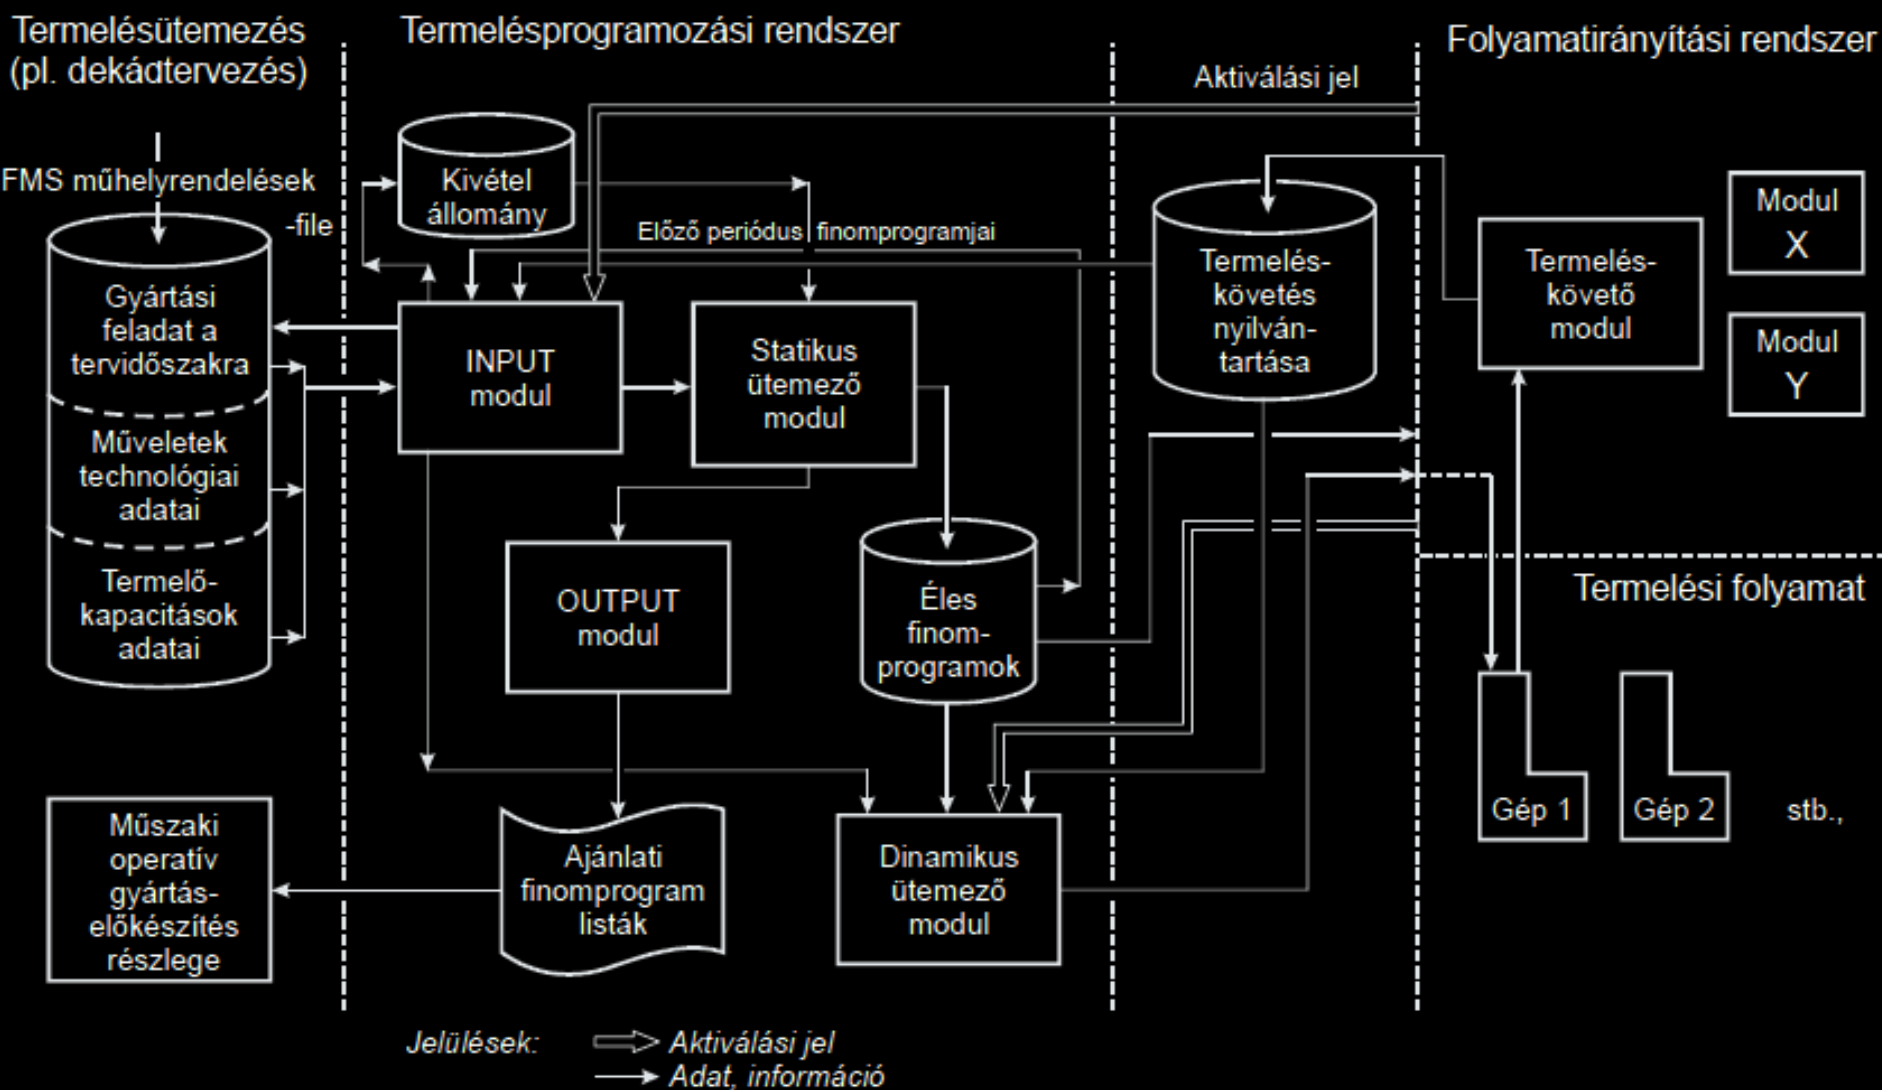 Termelésütemezés
(pl. dekádtervezés)
Termelésprogramozási rendszer
Folyamatirányítási rendszer
Aktiválási jel
FMS műhelyrendelések
-file
Gyártási
feladat a
tervidőszakra
Műveletek
technológiai
adatai
Termelő-
kapacitások
adatai
Műszaki
operatív
gyártás-
előkészítés
részlege
Kivétel
állomány
Előző periódus finomprogramjai
INPUT
modul
Statikus
ütemező
modul
OUTPUT
modul
Éles
finom-
programok
Ajánlati
finomprogram
listák
Dinamikus
ütemező
modul
Termelés-
követés
nyilván-
tartása
Termelés-
követő
modul
Modul
X
Modul
Y
Termelési folyamat
Gép 1
Gép 2
stb.,
Jelülések:
Aktiválási jel
Adat, információ